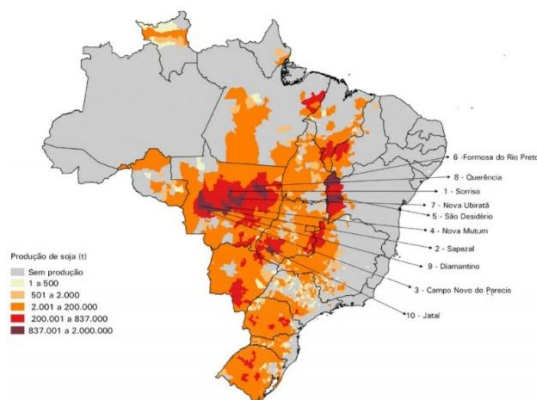 6 -Formosa do Rio Preto
8 - Querência
1 - Sorriso
7 - Nova Ubiratã
5 - São Desidério
4 - Nova Mutum
2 - Sapezal
9 - Diamantino
3 - Campo Novo do Parecis
10 - Jataí
Produção de soja (t)
Sem produção
1 a 500
501 a 2.000
2.001 a 200.000
200.001 a 837.000
837.001 a 2.000.000